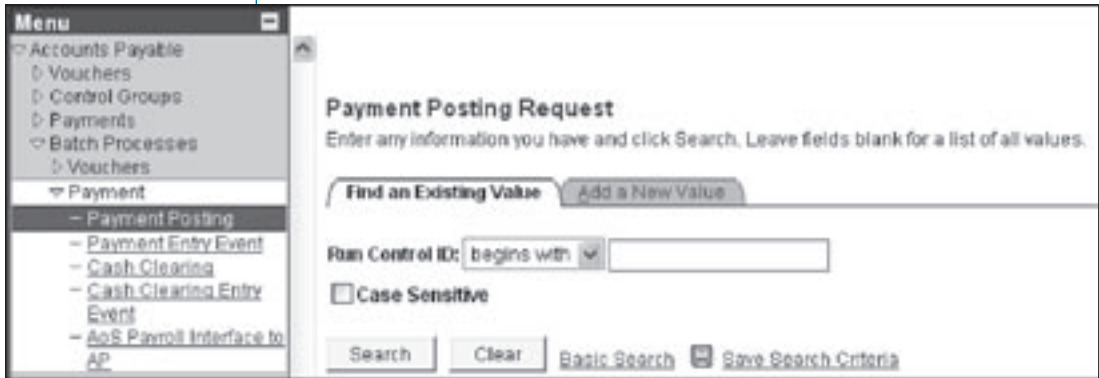 Menu
Accounts Payable
Vouchers
Control Groups
Payments
Batch Processes
Vouchers
Payment
– Payment Posting
– Payment Entry Event
– Cash Clearing
– Cash Clearing Entry
Event
– AoS Payroll Interface to
AP
Payment Posting Request
Enter any information you have and click Search. Leave fields blank for a list of all values.
Find an Existing Value Add a New Value
Run Control ID: begins with
Case Sensitive
Search Clear Basic Search Save Search Criteria